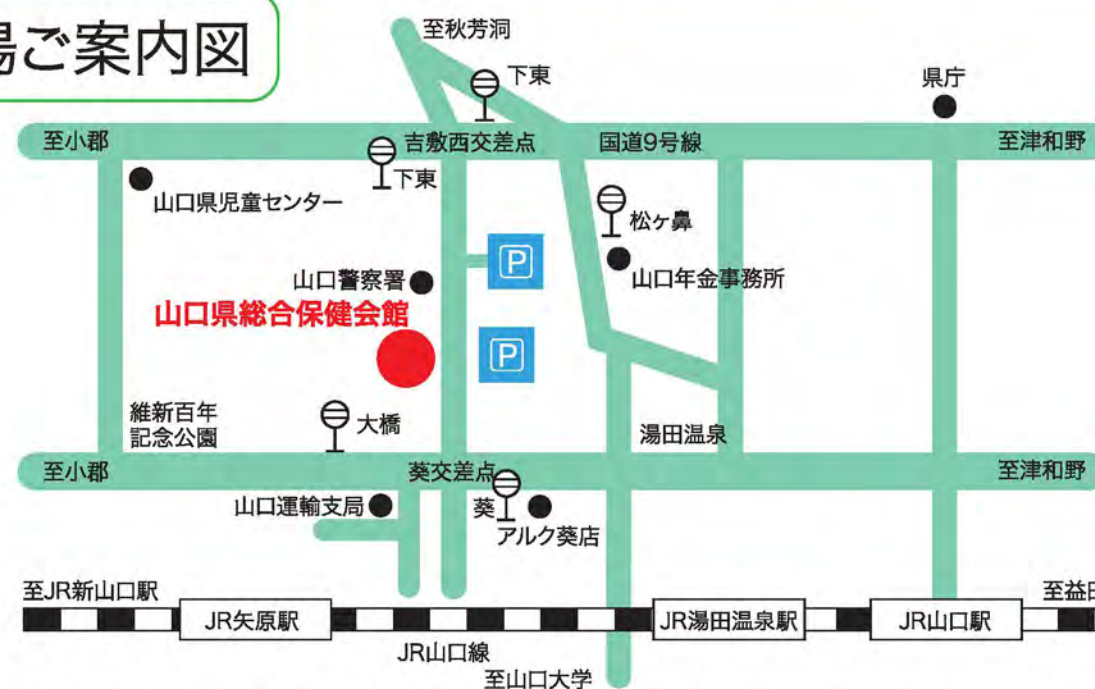 場ご案内図
至秋芳洞
下東
県庁
至小郡
吉敷西交差点
国道9号線
至津和野
下東
山口県児童センター
松ヶ鼻
山口警察署
P
山口年金事務所
山口県総合保健会館
P
維新百年
記念公園
大橋
湯田温泉
至小郡
葵交差点
至津和野
山口運輸支局
葵
アルク葵店
至JR新山口駅
至益田
JR矢原駅
JR湯田温泉駅
JR山口駅
JR山口線
至山口大学